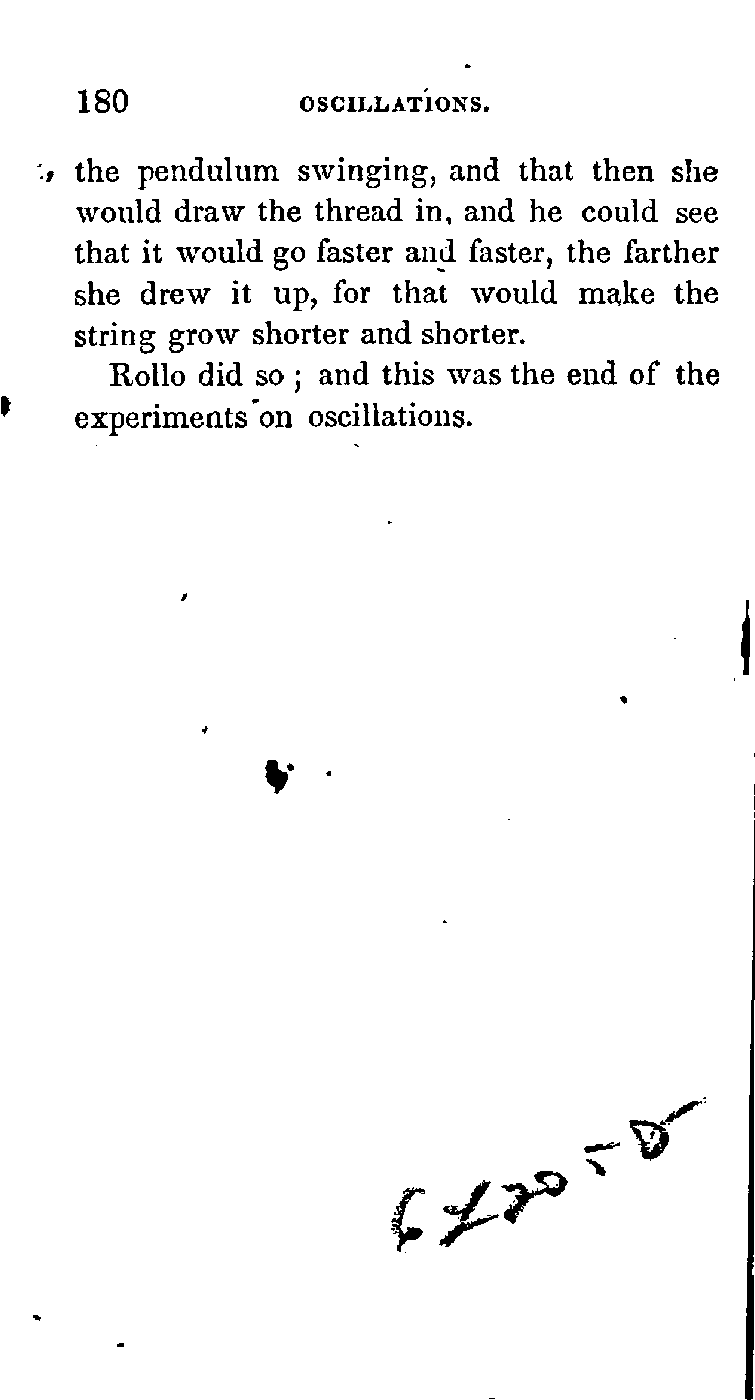 180 OSCILLATIONS.
the pendulum swinging, and that then she
would draw the thread in, and he could see
that it would go faster and faster, the farther
she drew it up, for that would make the
string grow shorter and shorter.
Rollo did so ; and this was the end of the
experiments on oscillations.